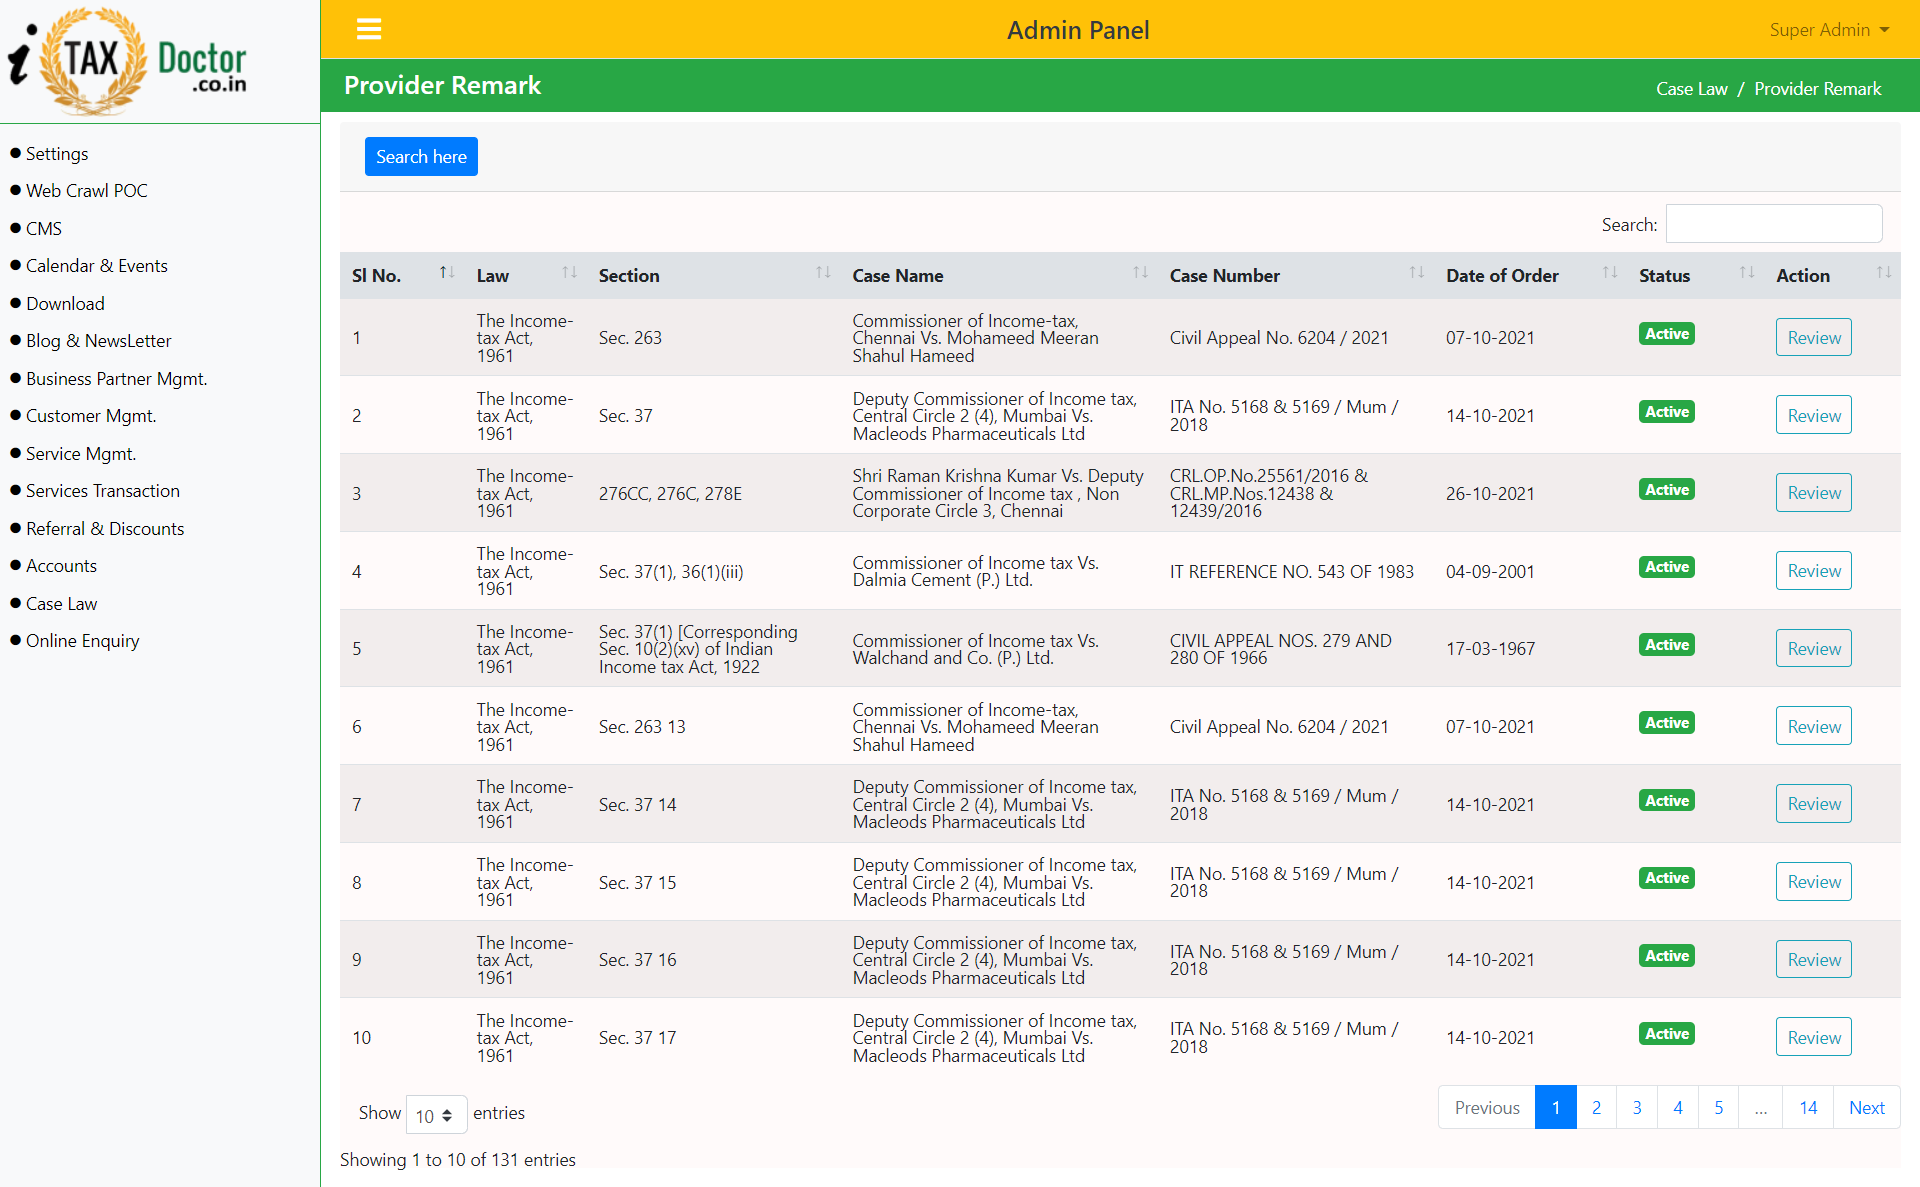 i TAX Doctor
.co.in
Admin Panel
Super Admin
Provider Remark
Case Law / Provider Remark
Settings
Web Crawl POC
CMS
Calendar & Events
Download
Blog & NewsLetter
Business Partner Mgmt.
Customer Mgmt.
Service Mgmt.
Services Transaction
Referral & Discounts
Accounts
Case Law
Online Enquiry
Search here
Search:
Sl No. Law Section Case Name Case Number Date of Order Status Action
1
The Income-
tax Act,
1961
Sec. 263
Commissioner of Income-tax,
Chennai Vs. Mohameed Meeran
Shahul Hameed
Civil Appeal No. 6204 / 2021
07-10-2021
Active
Review
2
The Income-
tax Act,
1961
Sec. 37
Deputy Commissioner of Income tax,
Central Circle 2 (4), Mumbai Vs.
Macleods Pharmaceuticals Ltd
ITA No. 5168 & 5169 / Mum /
2018
14-10-2021
Active
Review
3
The Income-
tax Act,
1961
276CC, 276C, 278E
Shri Raman Krishna Kumar Vs. Deputy
Commissioner of Income tax , Non
Corporate Circle 3, Chennai
CRL.OP.No.25561/2016 &
CRL.MP.Nos.12438 &
12439/2016
26-10-2021
Active
Review
4
The Income-
tax Act,
1961
Sec. 37(1), 36(1)(iii)
Commissioner of Income tax Vs.
Dalmia Cement (P.) Ltd.
IT REFERENCE NO. 543 OF 1983
04-09-2001
Active
Review
5
The Income-
tax Act,
1961
Sec. 37(1) [Corresponding
Sec. 10(2)(xv) of Indian
Income tax Act, 1922
Commissioner of Income tax Vs.
Walchand and Co. (P.) Ltd.
CIVIL APPEAL NOS. 279 AND
280 OF 1966
17-03-1967
Active
Review
6
The Income-
tax Act,
1961
Sec. 263 13
Commissioner of Income-tax,
Chennai Vs. Mohameed Meeran
Shahul Hameed
Civil Appeal No. 6204 / 2021
07-10-2021
Active
Review
7
The Income-
tax Act,
1961
Sec. 37 14
Deputy Commissioner of Income tax,
Central Circle 2 (4), Mumbai Vs.
Macleods Pharmaceuticals Ltd
ITA No. 5168 & 5169 / Mum /
2018
14-10-2021
Active
Review
8
The Income-
tax Act,
1961
Sec. 37 15
Deputy Commissioner of Income tax,
Central Circle 2 (4), Mumbai Vs.
Macleods Pharmaceuticals Ltd
ITA No. 5168 & 5169 / Mum /
2018
14-10-2021
Active
Review
9
The Income-
tax Act,
1961
Sec. 37 16
Deputy Commissioner of Income tax,
Central Circle 2 (4), Mumbai Vs.
Macleods Pharmaceuticals Ltd
ITA No. 5168 & 5169 / Mum /
2018
14-10-2021
Active
Review
10
The Income-
tax Act,
1961
Sec. 37 17
Deputy Commissioner of Income tax,
Central Circle 2 (4), Mumbai Vs.
Macleods Pharmaceuticals Ltd
ITA No. 5168 & 5169 / Mum /
2018
14-10-2021
Active
Review
Show 10 entries
Previous 1 2 3 4 5 ... 14 Next
Showing 1 to 10 of 131 entries